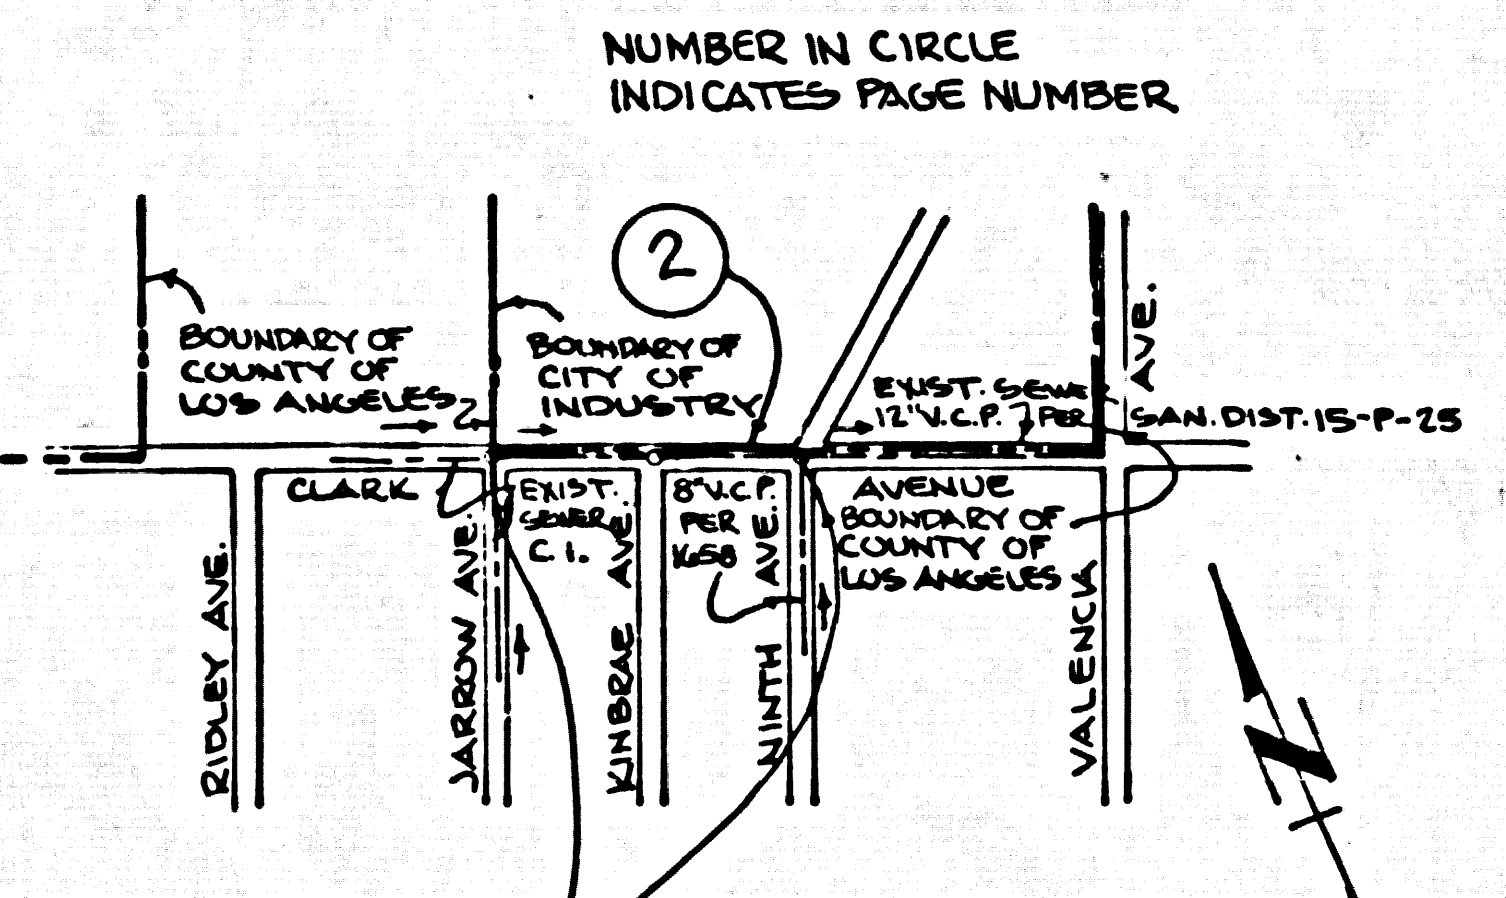 NUMBER IN CIRCLE
INDICATES PAGE NUMBER
2
BOUNDARY OF
COUNTY OF
LOS ANGELES
BOUNDARY OF
CITY OF
INDUSTRY
EXIST. SEWE
12"V.C.P. PER
SAN. DIST. 15-P-25
AVE.
CLARK
AVENUE
EXIST.
SEWER
C. I.
8"V.C.P.
PER
1658
BOUNDARY OF
COUNTY OF
LOS ANGELES
RIDLEY AVE.
JARROW AVE.
KINBRAE AVE.
NINTH AVE.
VALENCIA
N